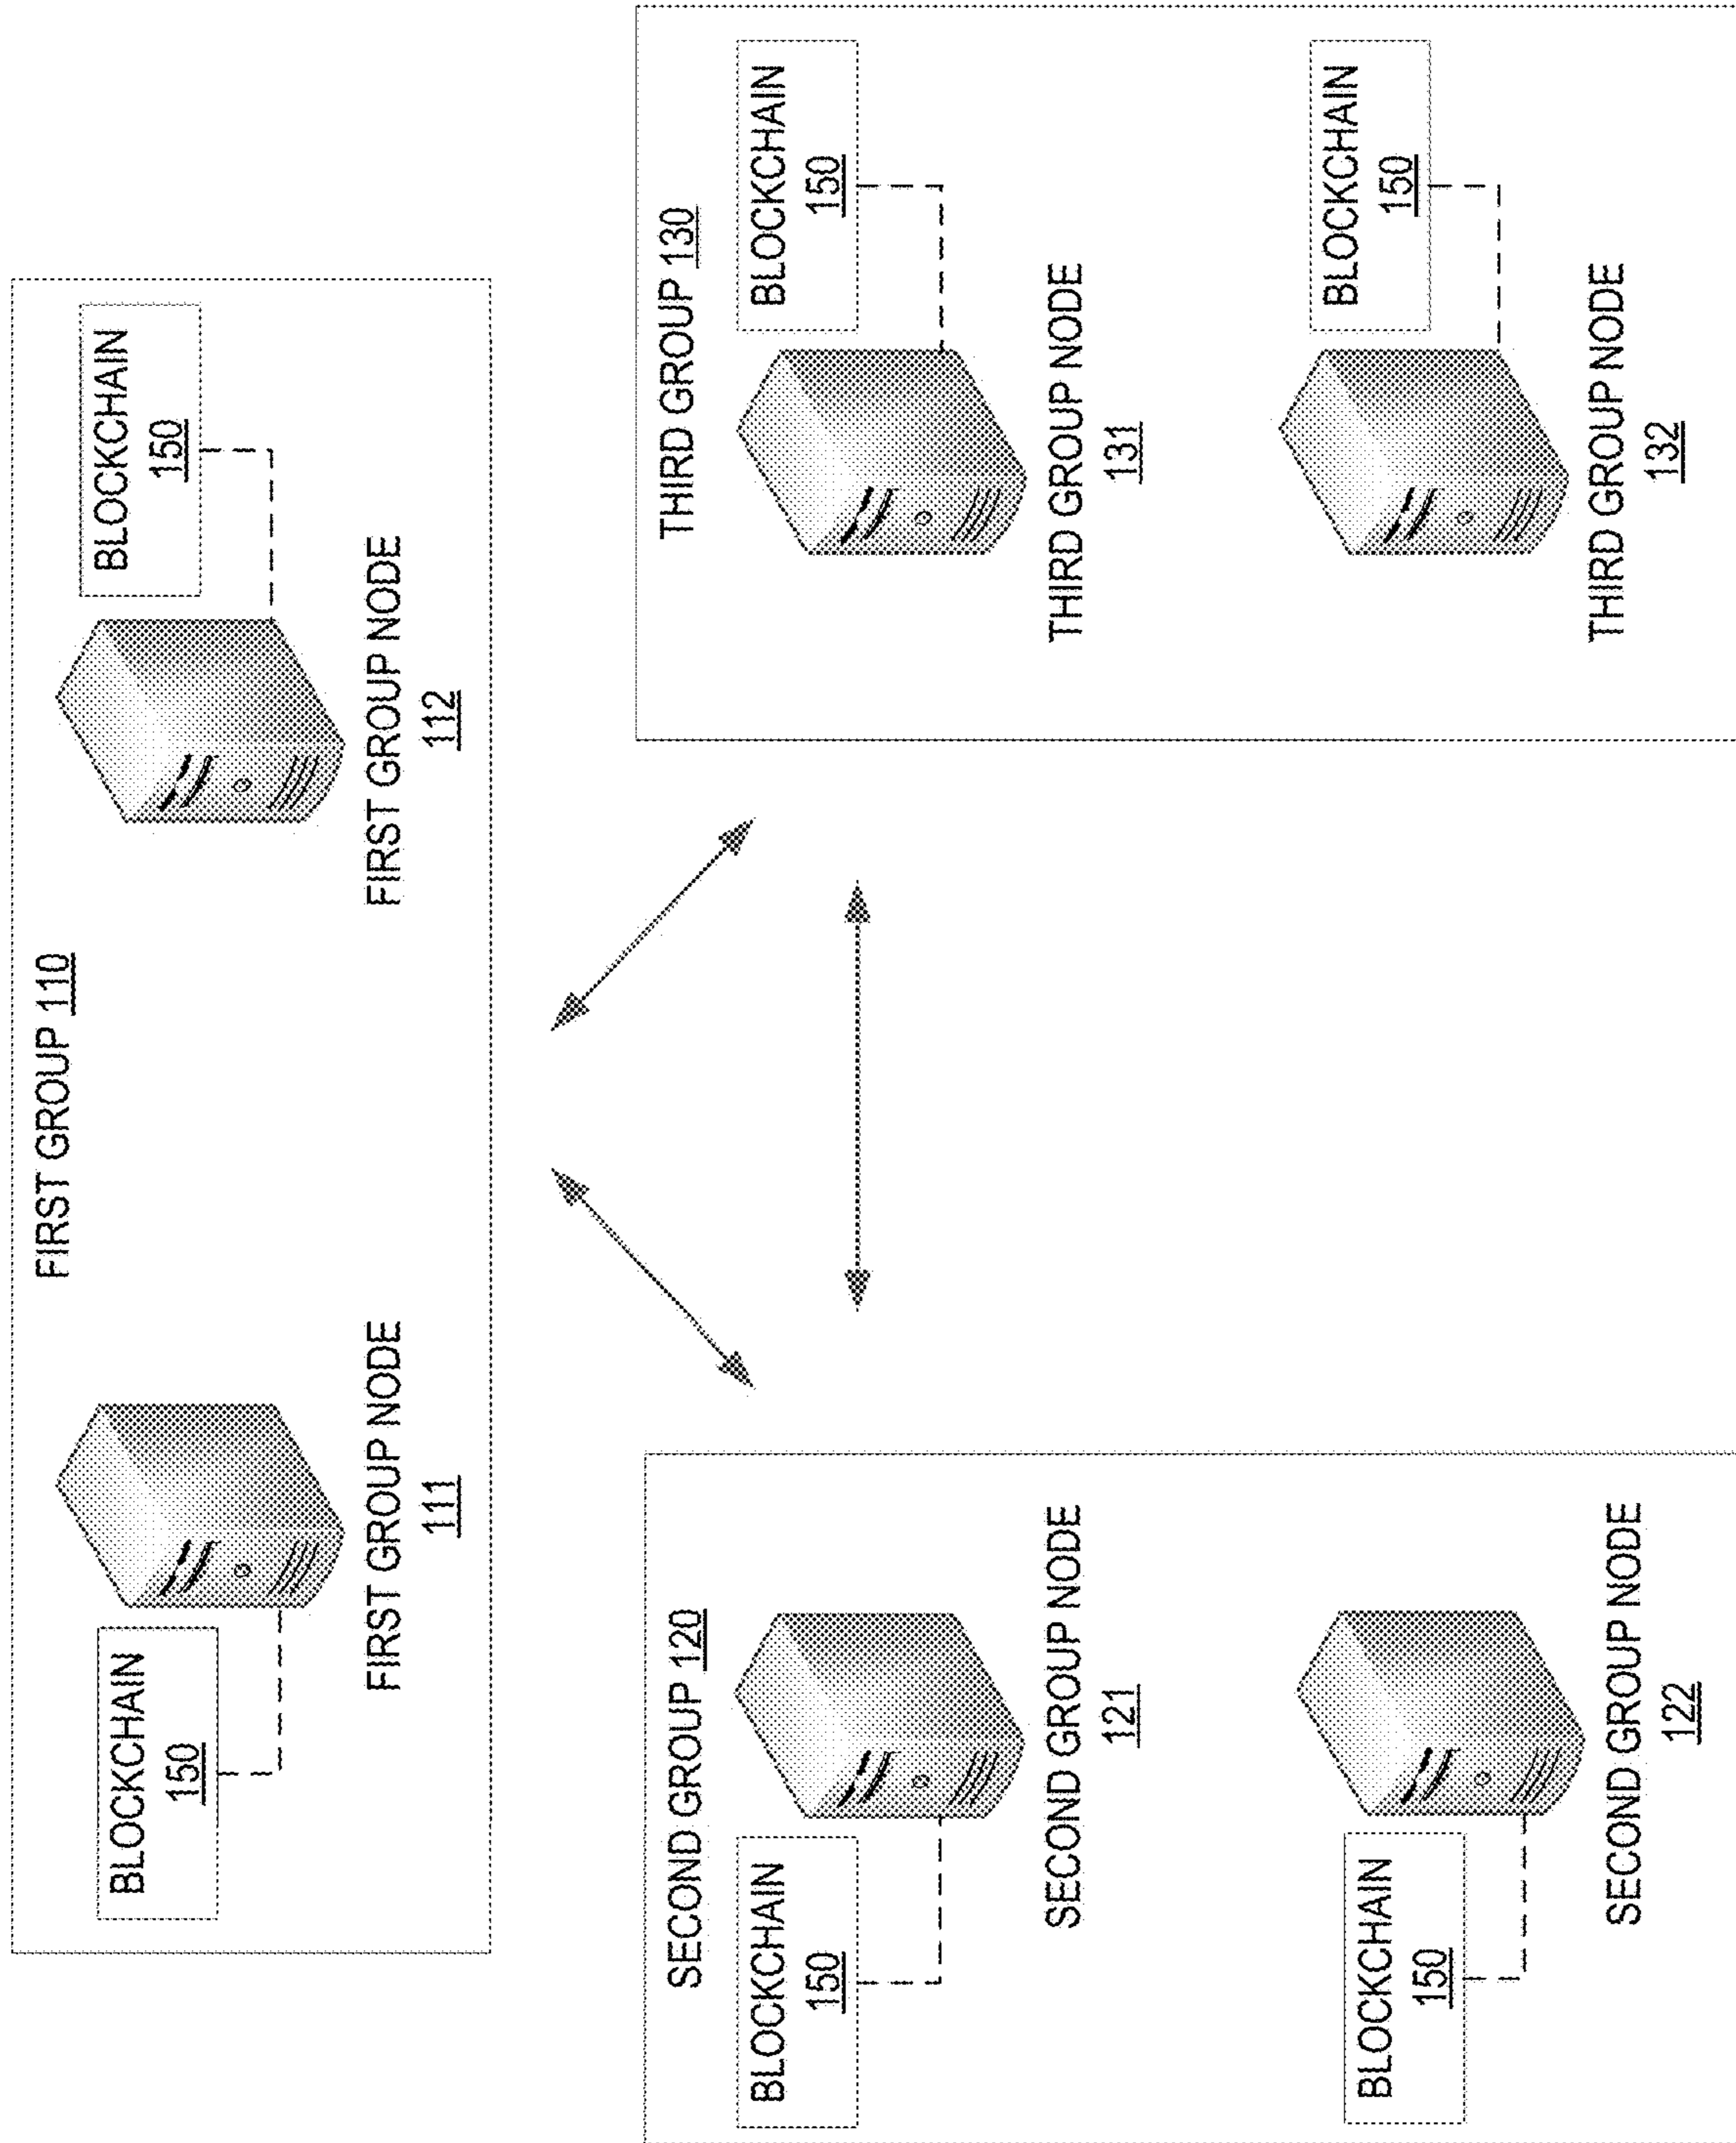 FIRST GROUP 110
BLOCKCHAIN
150
FIRST GROUP NODE
111
BLOCKCHAIN
150
FIRST GROUP NODE
112
SECOND GROUP 120
BLOCKCHAIN
150
SECOND GROUP NODE
121
BLOCKCHAIN
150
SECOND GROUP NODE
122
THIRD GROUP 130
BLOCKCHAIN
150
THIRD GROUP NODE
131
BLOCKCHAIN
150
THIRD GROUP NODE
132